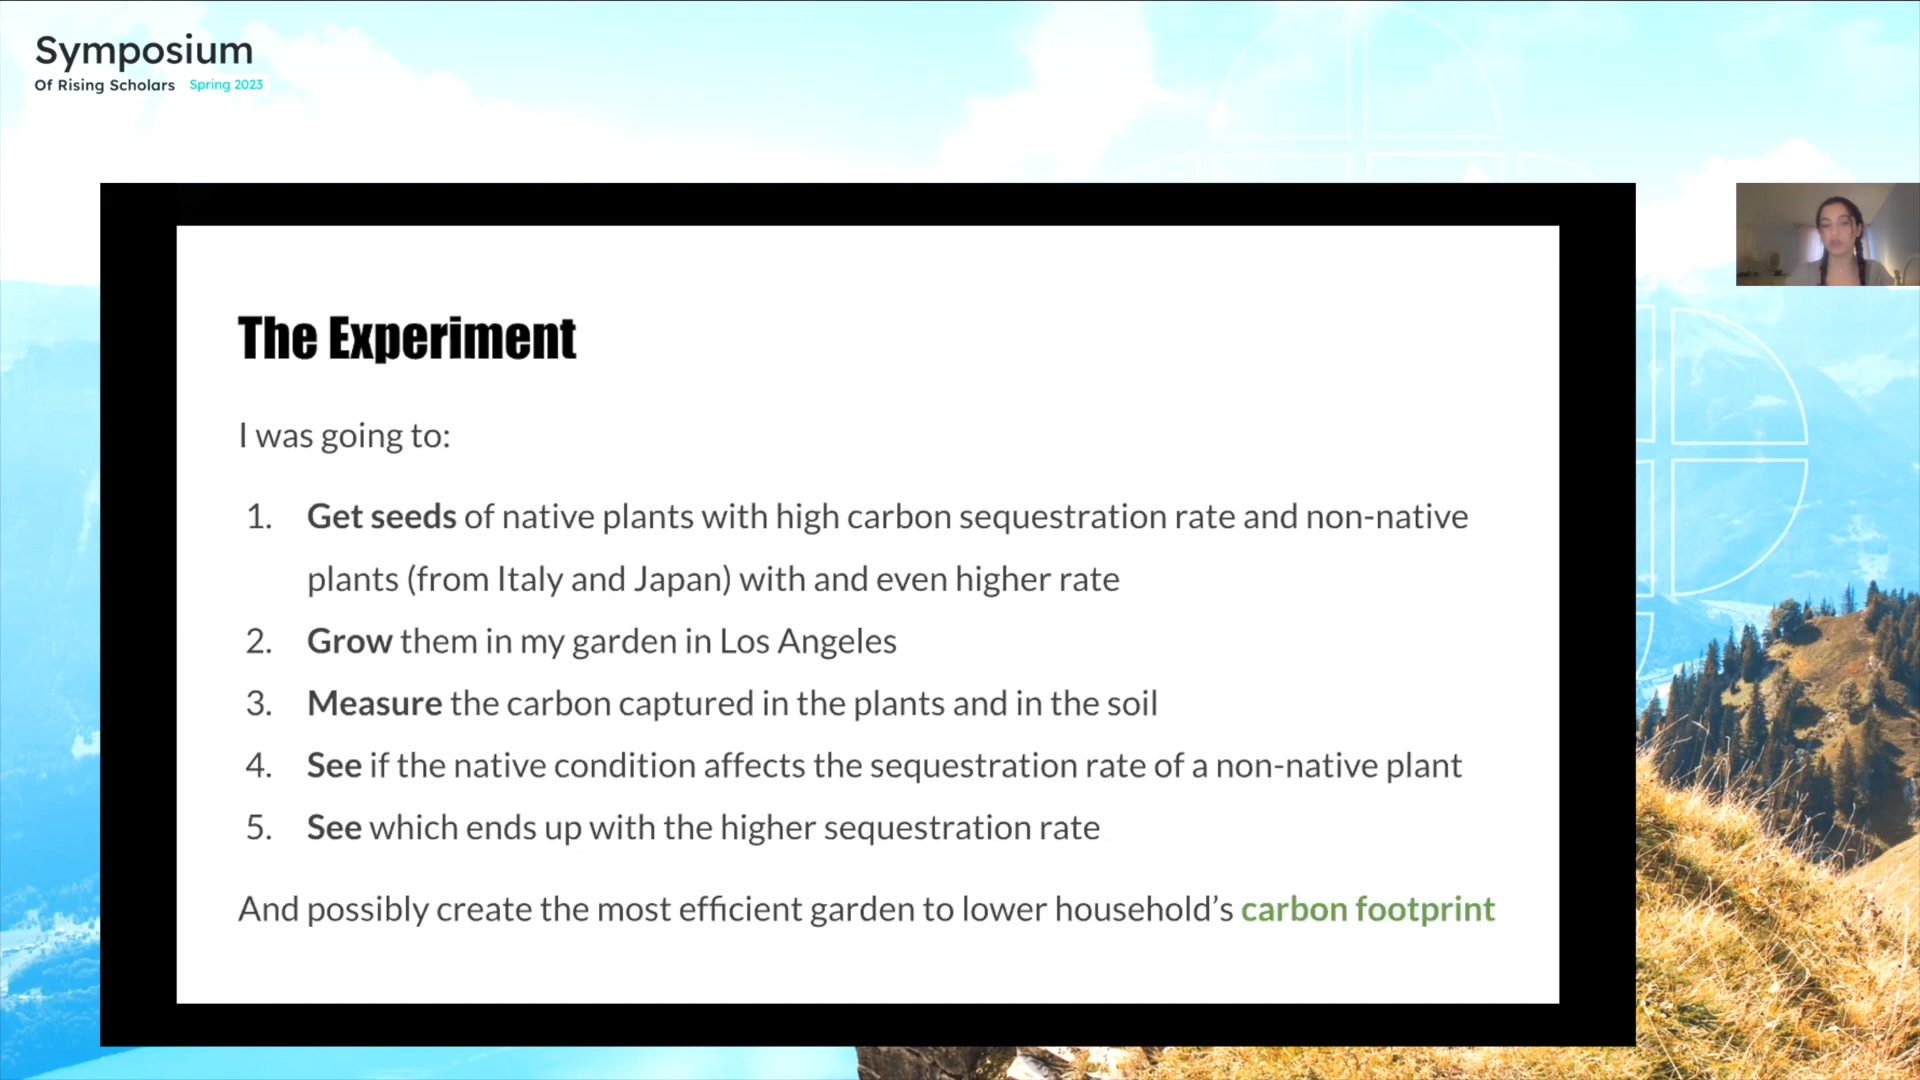 Symposium
Of Rising Scholars Spring 2023
The Experiment
I was going to:
1. Get seeds of native plants with high carbon sequestration rate and non-native
plants (from Italy and Japan) with and even higher rate
2. Grow them in my garden in Los Angeles
3. Measure the carbon captured in the plants and in the soil
4. See if the native condition affects the sequestration rate of a non-native plant
5. See which ends up with the higher sequestration rate
And possibly create the most efficient garden to lower household’s carbon footprint